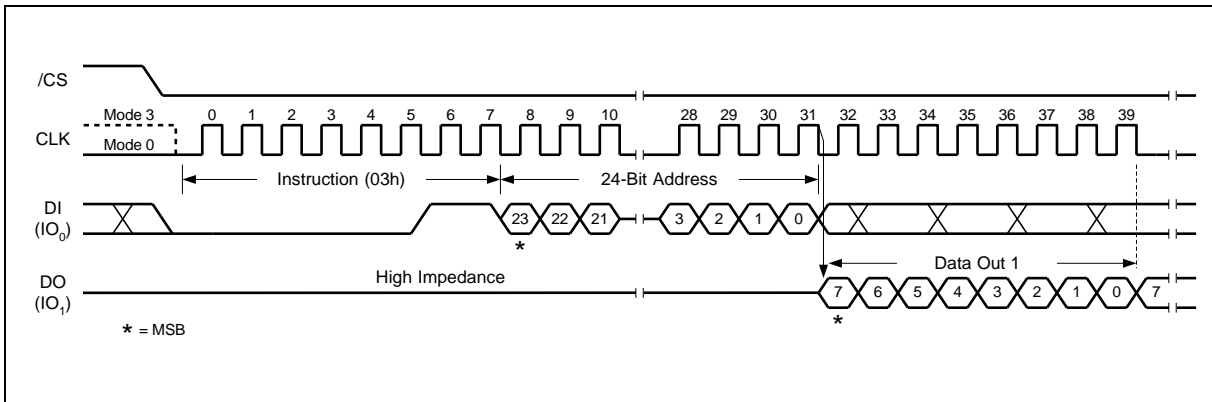 /CS
Mode 3
0 1 2 3 4 5 6 7 8 9 10 28 29 30 31 32 33 34 35 36 37 38 39
CLK
Mode 0
Instruction (03h) 24-Bit Address
DI
(IO0)
23 22 21 3 2 1 0
*
Data Out 1
High Impedance
DO
(IO1)
7 6 5 4 3 2 1 0 7
*
* = MSB